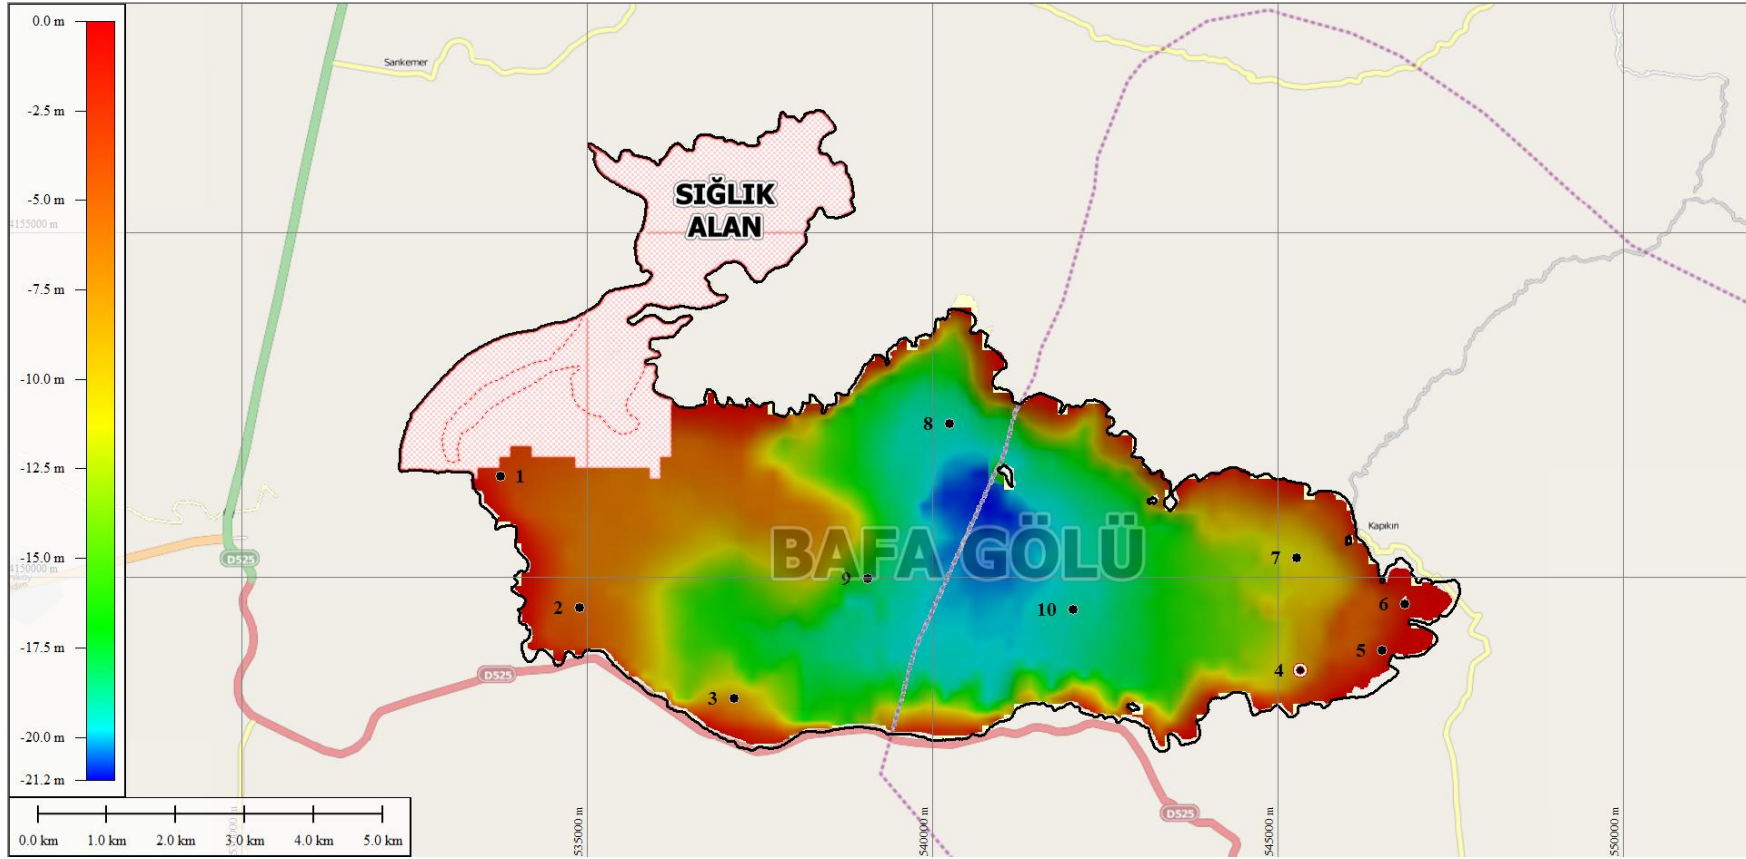 0.0 m
-2.5 m
-5.0 m
-7.5 m
-10.0 m
-12.5 m
-15.0 m
-17.5 m
-20.0 m
-21.2 m
Sarıkemer
SIĞLIK
ALAN
4155000 m
8
1
Kapıkırı
BAFA GÖLÜ
D525
7
4150000 m
9
2
10
6
5
4
D525
3
D525
0.0 km 1.0 km 2.0 km 3.0 km 4.0 km 5.0 km
535000 m
540000 m
545000 m
550000 m